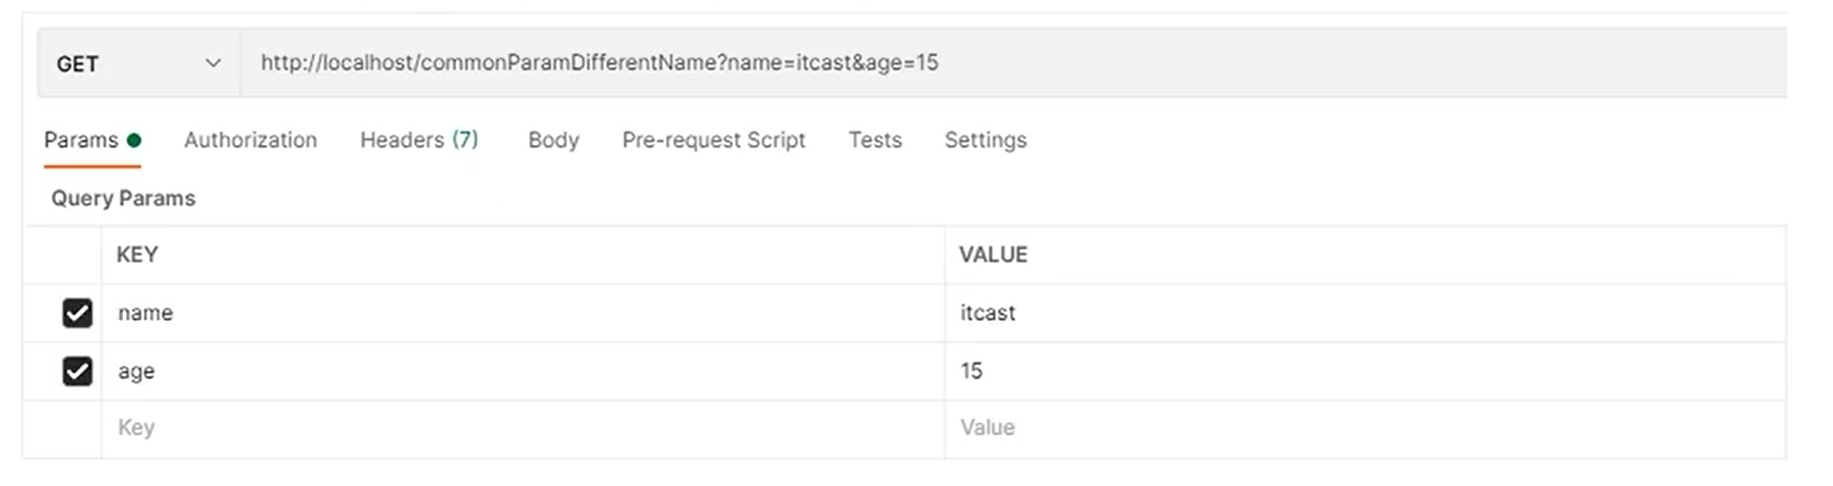 GET http://localhost/commonParamDifferentName?name=itcast&age=15
Params Authorization Headers (7) Body Pre-request Script Tests Settings
Query Params
KEY VALUE
name itcast
age 15
Key Value